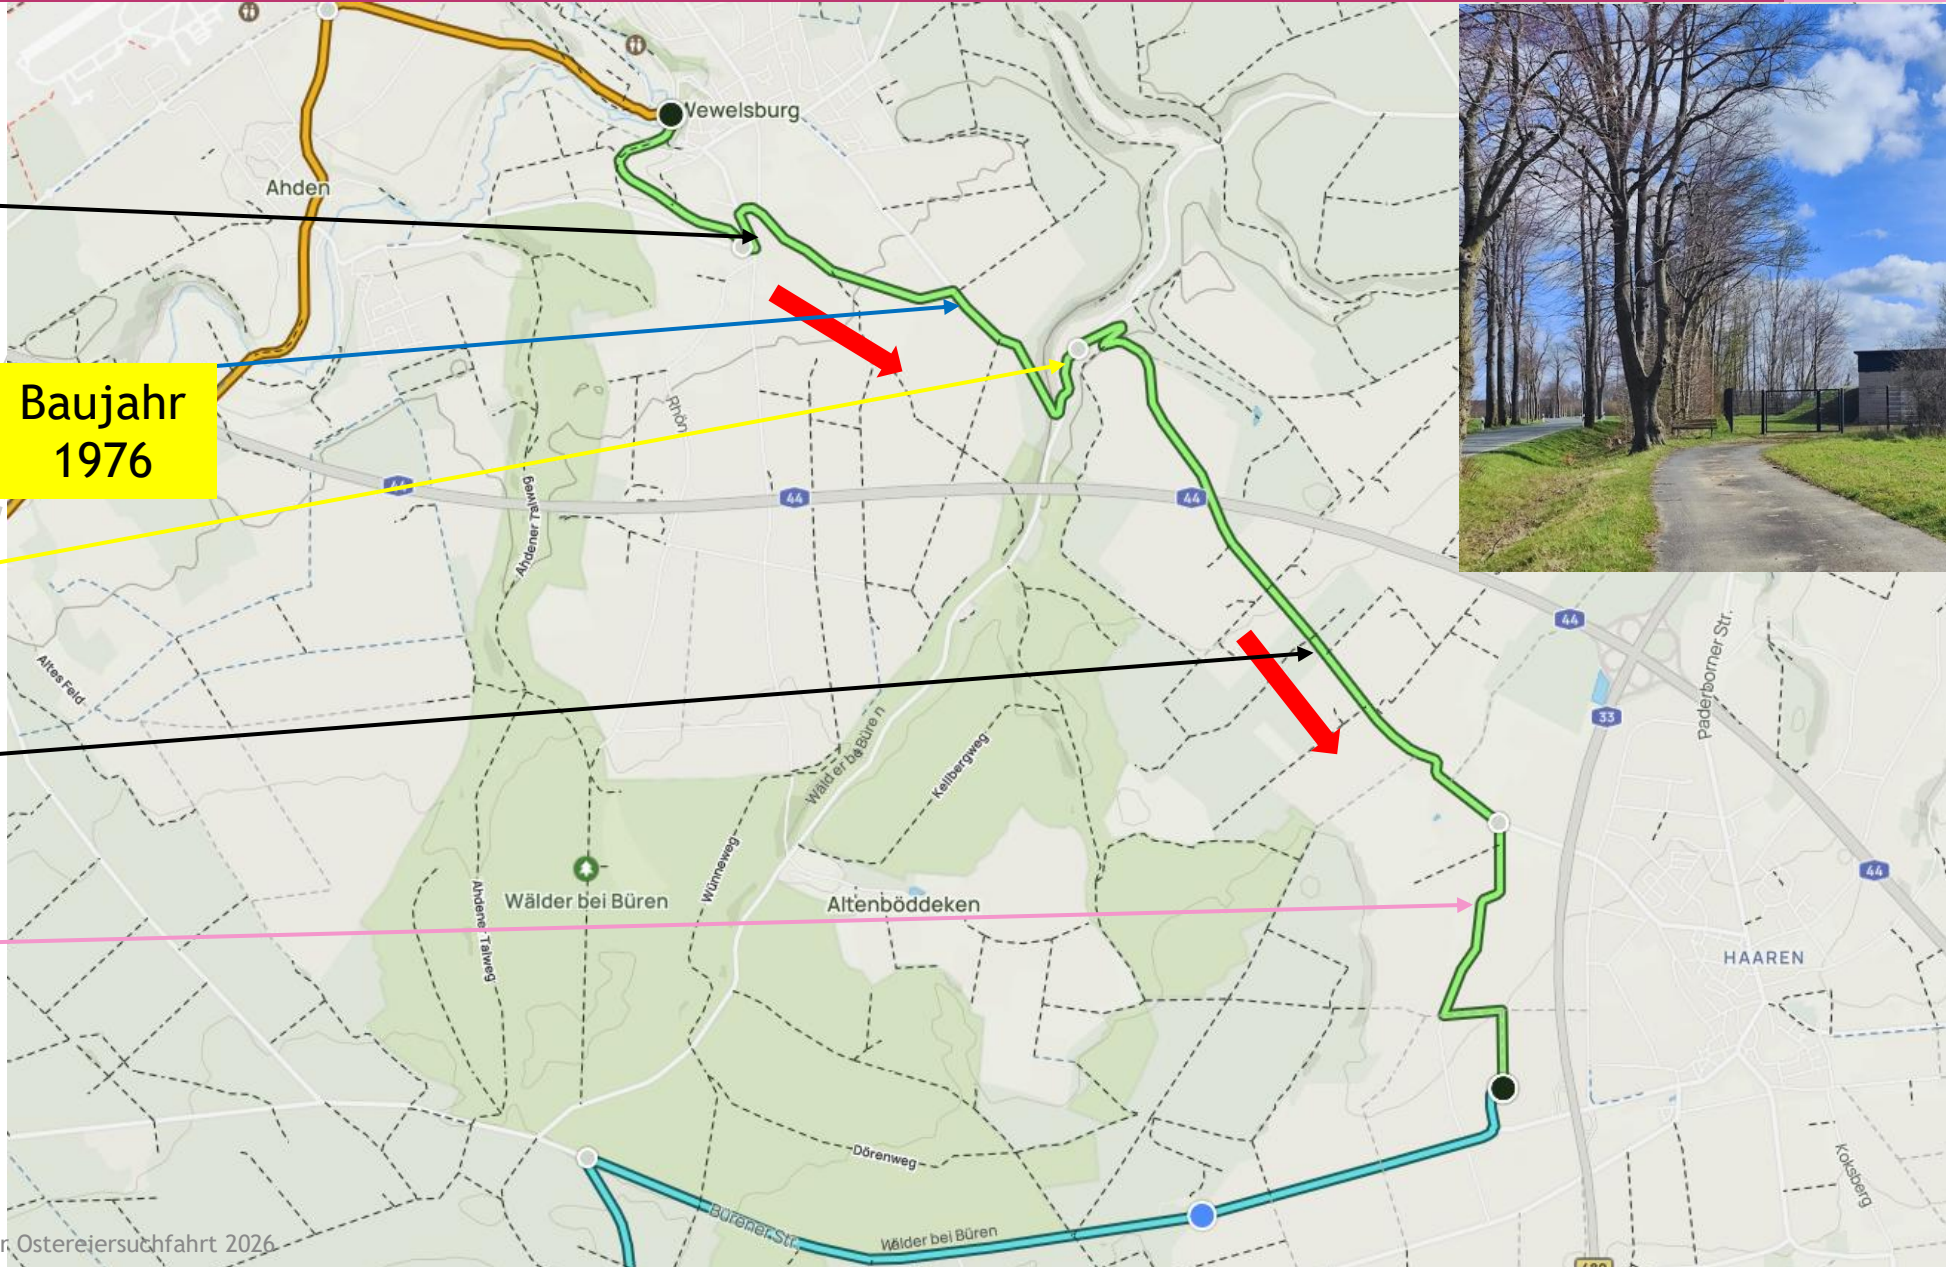 Wewelsburg
Ahden
Baujahr
1976
Rhön
44
44
44
Ahdener Talweg
44
33
Paderborner Str.
Altes Feld
Wälder bei Büren
Kellbergweg
Wünneweg
44
Wälder bei Büren
Altenböddeken
Ahdener Talweg
HAAREN
Dörenweg
Koksberg
Bürener Str.
Wälder bei Büren
r Ostereiersuchfahrt 2026